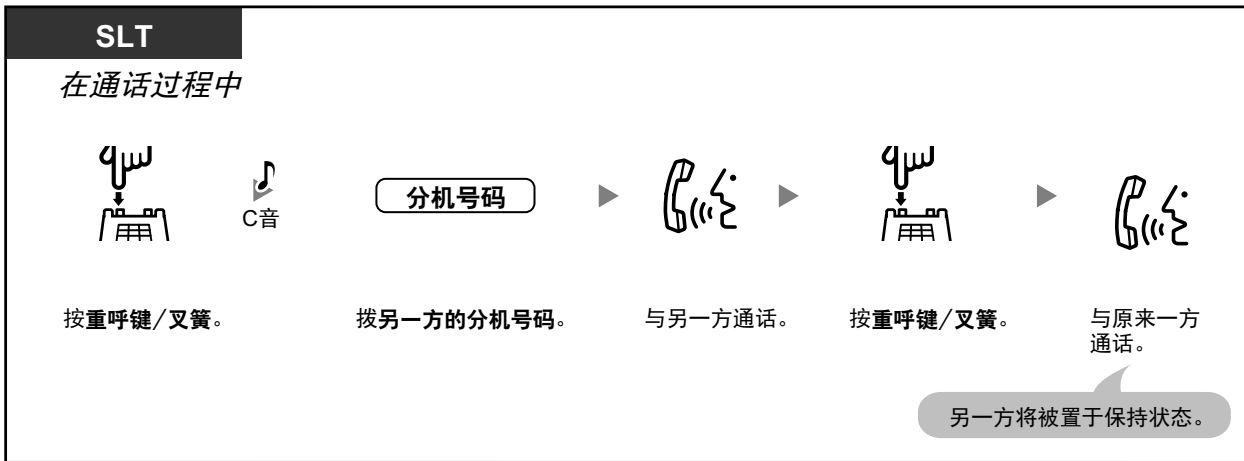 SLT
在通话过程中
C音
分机号码
按重呼键/叉簧。
拨另一方的分机号码。
与另一方通话。
按重呼键/叉簧。
与原来一方
通话。
另一方将被置于保持状态。